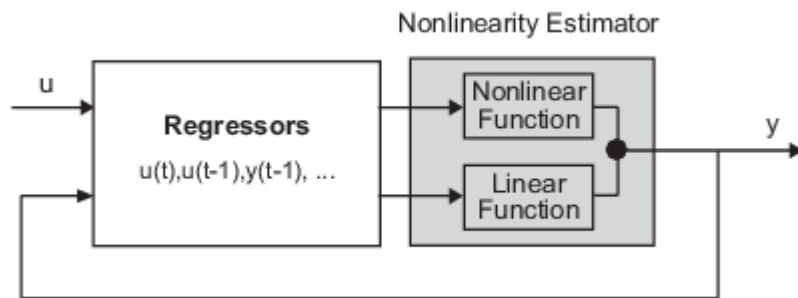 Nonlinearity Estimator
u
Regressors
u(t),u(t-1),y(t-1), ...
Nonlinear
Function
Linear
Function
y